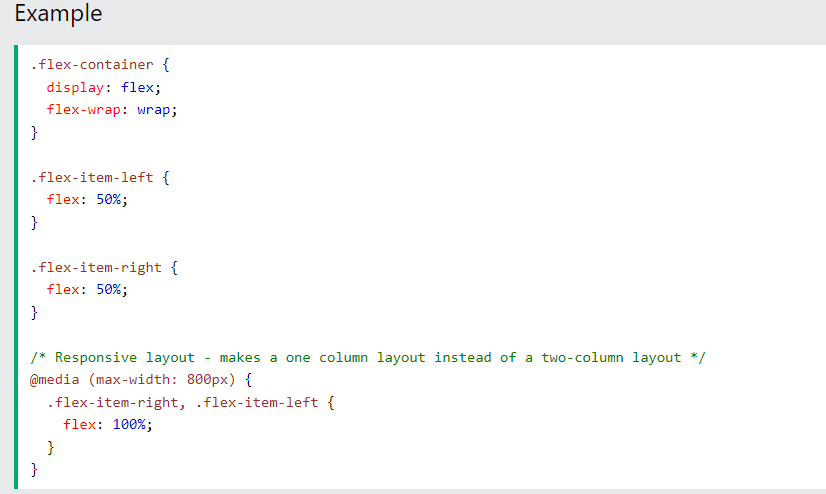 Example
.flex-container {
  display: flex;
  flex-wrap: wrap;
}

.flex-item-left {
  flex: 50%;
}

.flex-item-right {
  flex: 50%;
}

/* Responsive layout - makes a one column layout instead of a two-column layout */
@media (max-width: 800px) {
  .flex-item-right, .flex-item-left {
    flex: 100%;
  }
}